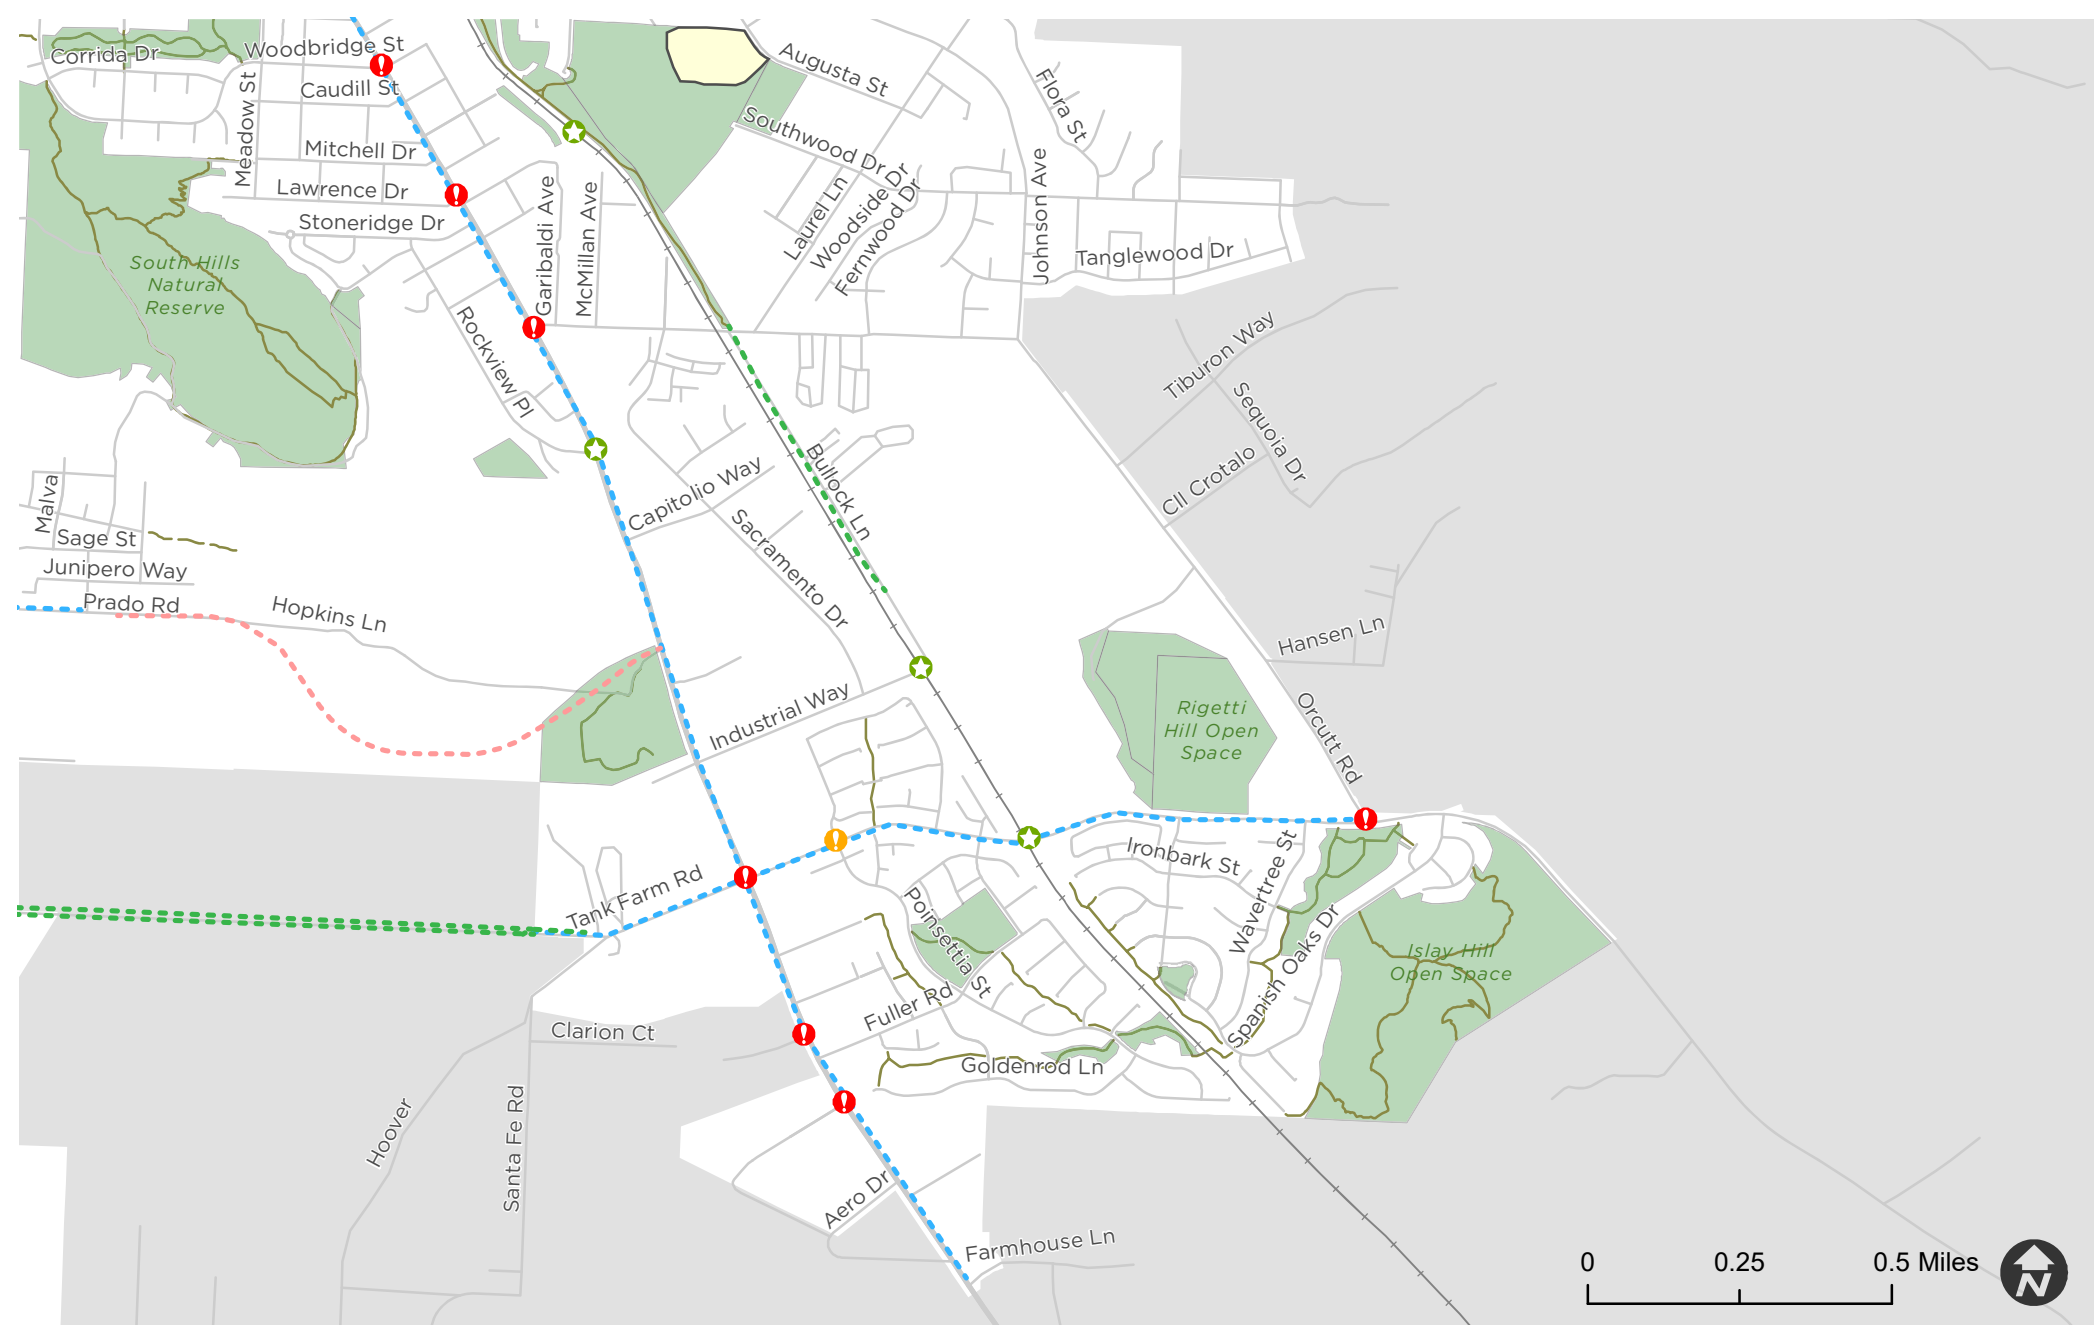 Corrida Dr
Woodbridge St
Caudill St
Meadow St
Mitchell Dr
Lawrence Dr
Stoneridge Dr
South Hills
Natural
Reserve
Garibaldi Ave
McMillan Ave
Rockview Pl
Augusta St
Southwood Dr
Flora St
Laurel Ln
Woodside Dr
Fernwood Dr
Johnson Ave
Tanglewood Dr
Tiburon Way
Sequoia Dr
Cll Crotalo
Malva
Sage St
Junipero Way
Prado Rd
Hopkins Ln
Capitolio Way
Sacramento Dr
Bullock Ln
Industrial Way
Hansen Ln
Orcutt Rd
Rigetti
Hill Open
Space
Tank Farm Rd
Ironbark St
Wavertree St
Poinsettia St
Spanish Oaks Dr
Islay Hill
Open Space
Fuller Rd
Goldenrod Ln
Clarion Ct
Hoover
Santa Fe Rd
Aero Dr
Farmhouse Ln
0 0.25 0.5 Miles
N